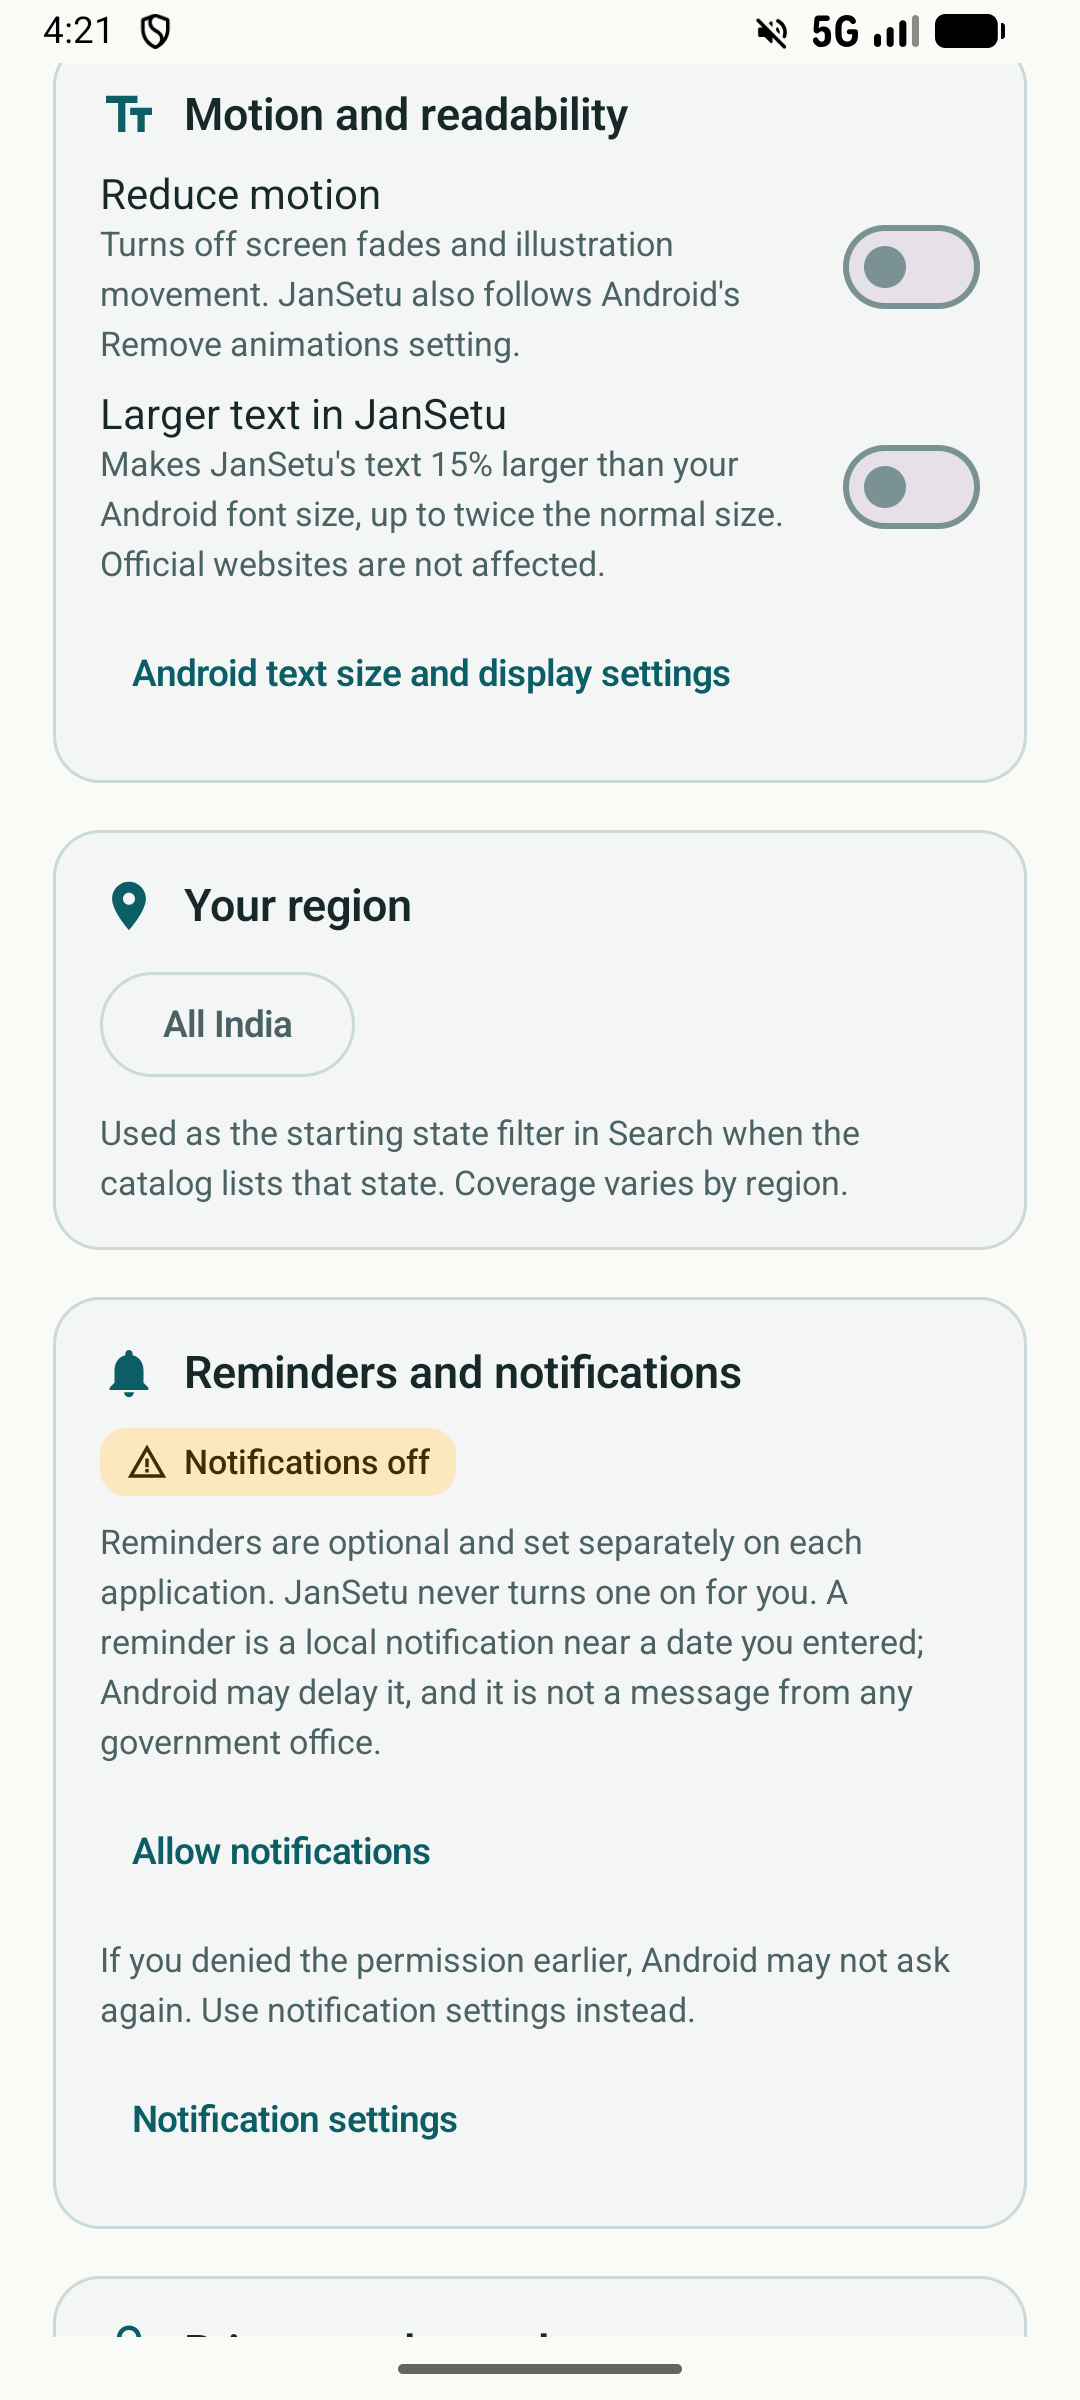 4:21
5G
Motion and readability
Reduce motion
Turns off screen fades and illustration
movement. JanSetu also follows Android's
Remove animations setting.
Larger text in JanSetu
Makes JanSetu's text 15% larger than your
Android font size, up to twice the normal size.
Official websites are not affected.
Android text size and display settings
Your region
All India
Used as the starting state filter in Search when the
catalog lists that state. Coverage varies by region.
Reminders and notifications
Notifications off
Reminders are optional and set separately on each
application. JanSetu never turns one on for you. A
reminder is a local notification near a date you entered;
Android may delay it, and it is not a message from any
government office.
Allow notifications
If you denied the permission earlier, Android may not ask
again. Use notification settings instead.
Notification settings